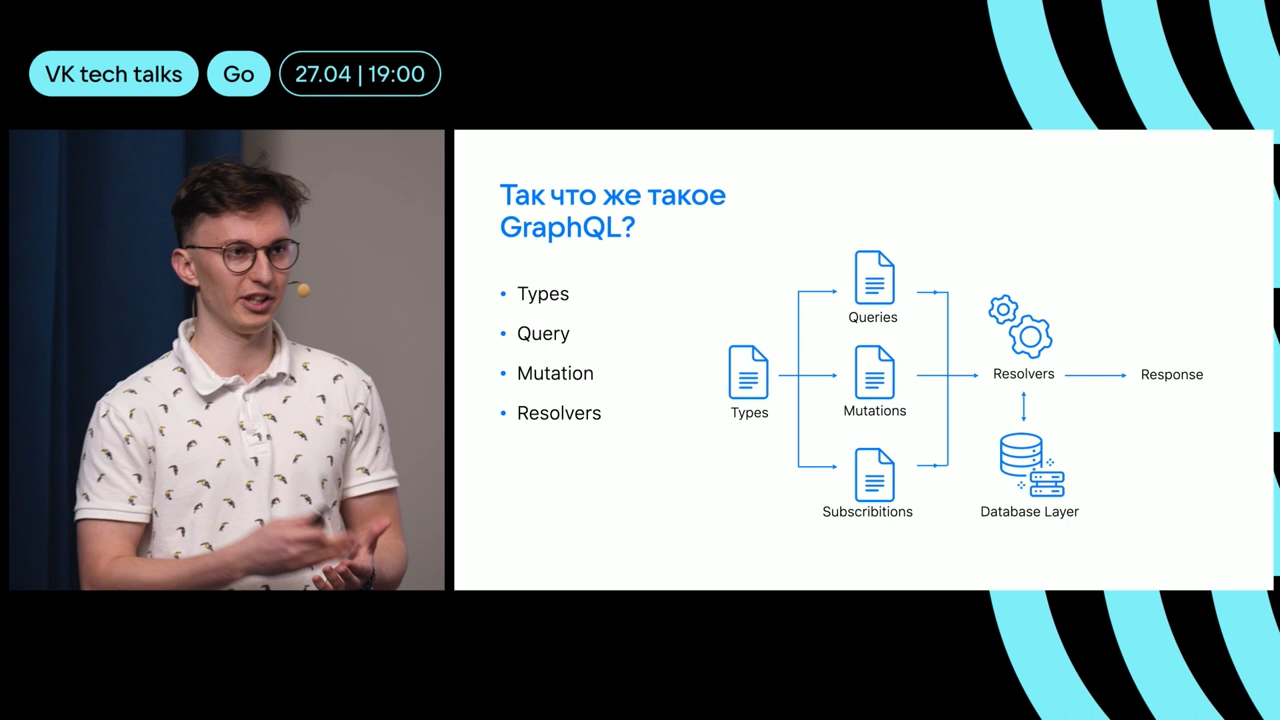 VK tech talks
Go
27.04 | 19:00
Так что же такое
GraphQL?
• Types
• Query
• Mutation
• Resolvers
Types
Queries
Mutations
Subscribitions
Resolvers
Database Layer
Response